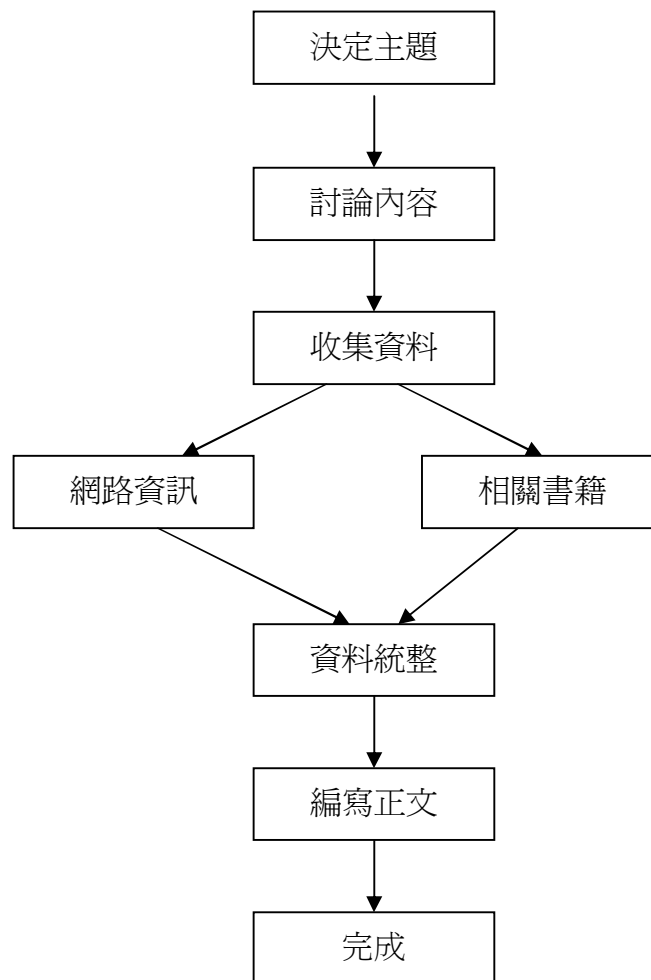 決定主題
討論內容
收集資料
網路資訊
相關書籍
資料統整
編寫正文
完成